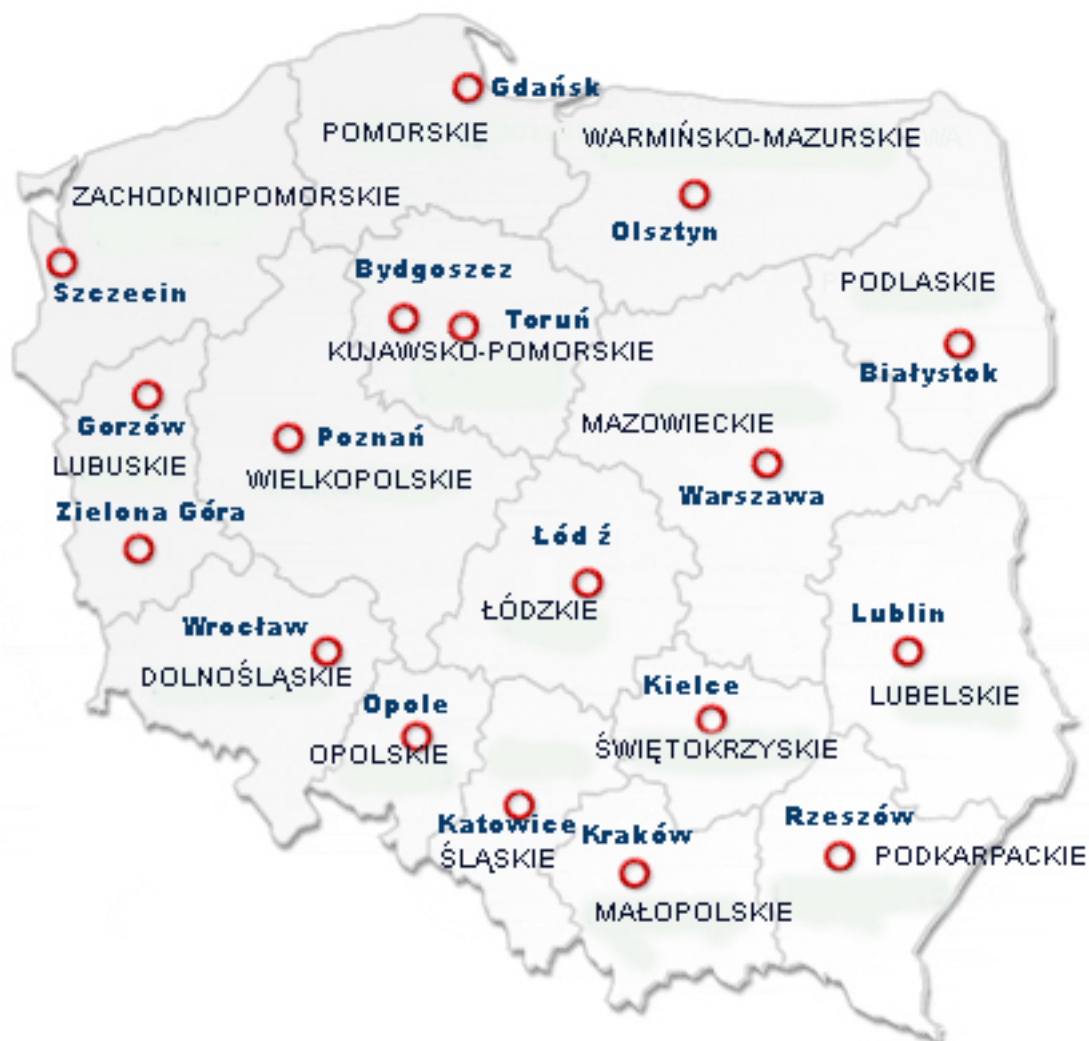 Gdańsk
POMORSKIE
WARMIŃSKO-MAZURSKIE
ZACHODNIOPOMORSKIE
Olsztyn
Bydgoszcz
PODLASKIE
Szczecin
Toruń
KUJAWSKO-POMORSKIE
Białystok
Gorzów
MAZOWIECKIE
Poznań
LUBUSKIE
WIELKOPOLSKIE
Warszawa
Zielona Góra
Łód ź
ŁÓDZKIE
Lublin
Wrocław
DOLNOŚLĄSKIE
Kielce
LUBELSKIE
Opole
OPOLSKIE
ŚWIĘTOKRZYSKIE
Rzeszów
Katowice
Kraków
ŚLĄSKIE
PODKARPACKIE
MAŁOPOLSKIE